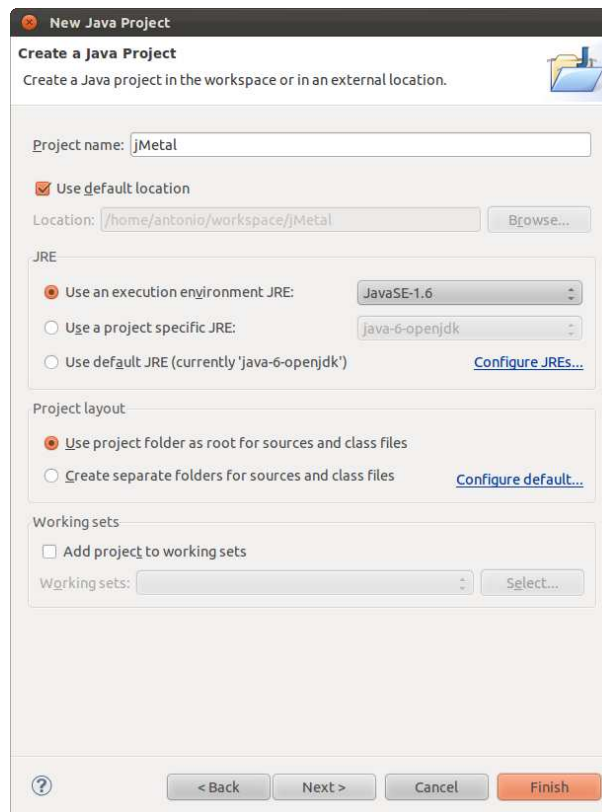 New Java Project
Create a Java Project
Create a Java project in the workspace or in an external location.
Project name: jMetal
Use default location
Location: /home/antonio/workspace/jMetal Browse...
JRE
Use an execution environment JRE: JavaSE-1.6
Use a project specific JRE: java-6-openjdk
Use default JRE (currently 'java-6-openjdk') Configure JREs...
Project layout
Use project folder as root for sources and class files
Create separate folders for sources and class files Configure default...
Working sets
Add project to working sets
Working sets: Select...
? < Back Next > Cancel Finish